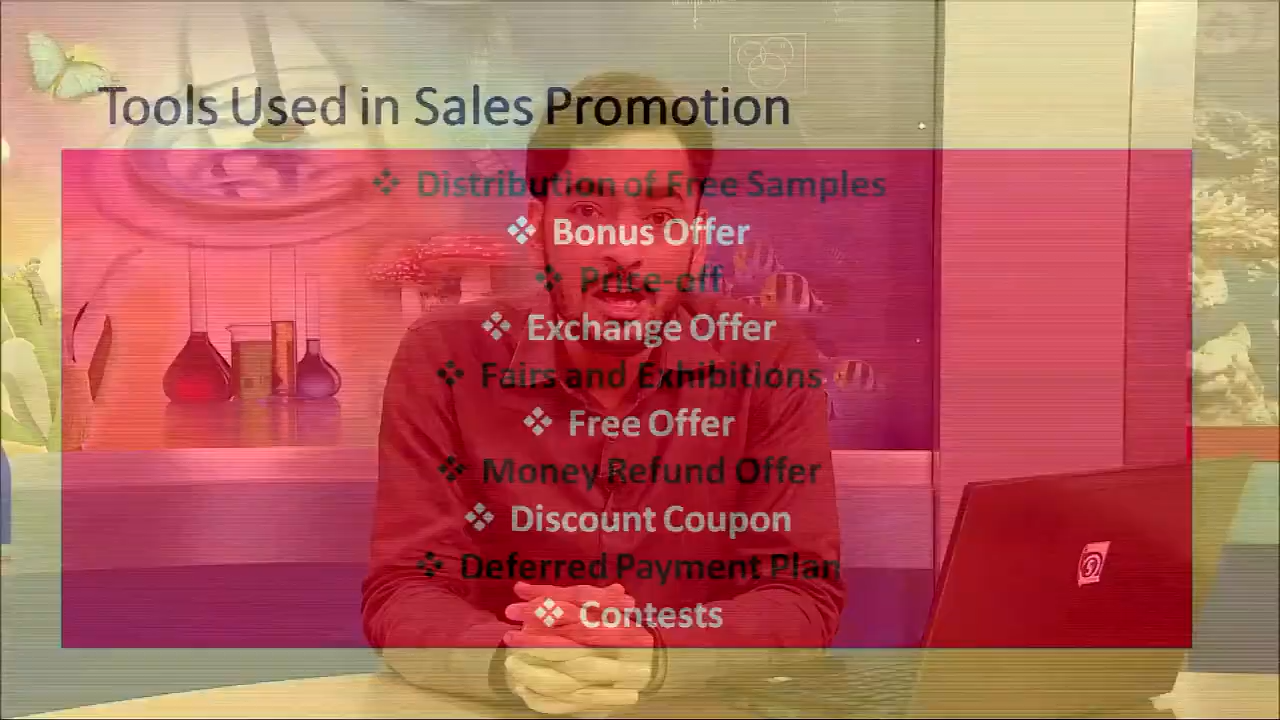 Tools Used in Sales Promotion
❖ Distribution of Free Samples
❖ Bonus Offer
❖ Price-off
❖ Exchange Offer
❖ Fairs and Exhibitions
❖ Free Offer
❖ Money Refund Offer
❖ Discount Coupon
❖ Deferred Payment Plan
❖ Contests